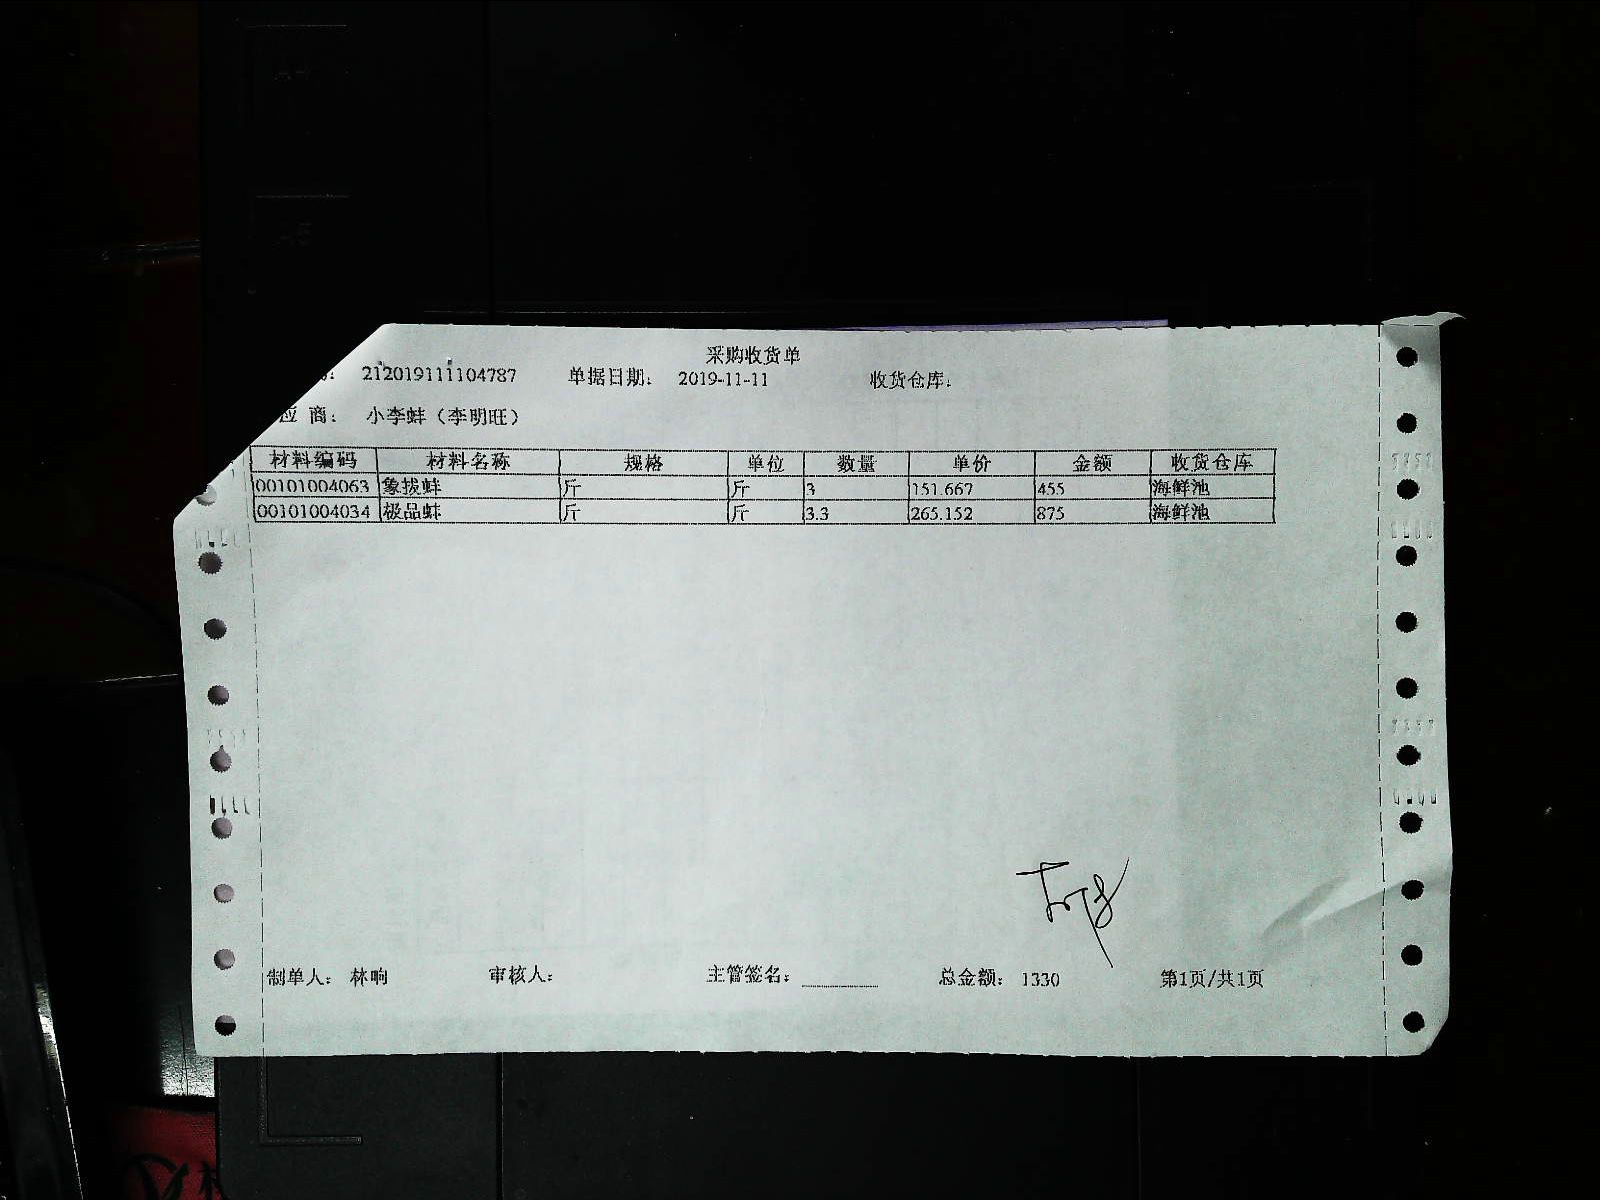 采购收货单
：212019111104787 单据日期： 2019-11-11 收货仓库：
应 商： 小李蚌（李明旺）
材料编码 材料名称 规格 单位 数量 单价 金额 收货仓库
00101004063 象拔蚌 斤 斤 3 151.667 455 海鲜池
00101004034 极品蚌 斤 斤 3.3 265.152 875 海鲜池
制单人： 林响 审核人： 主管签名： 总金额： 1330 第1页/共1页